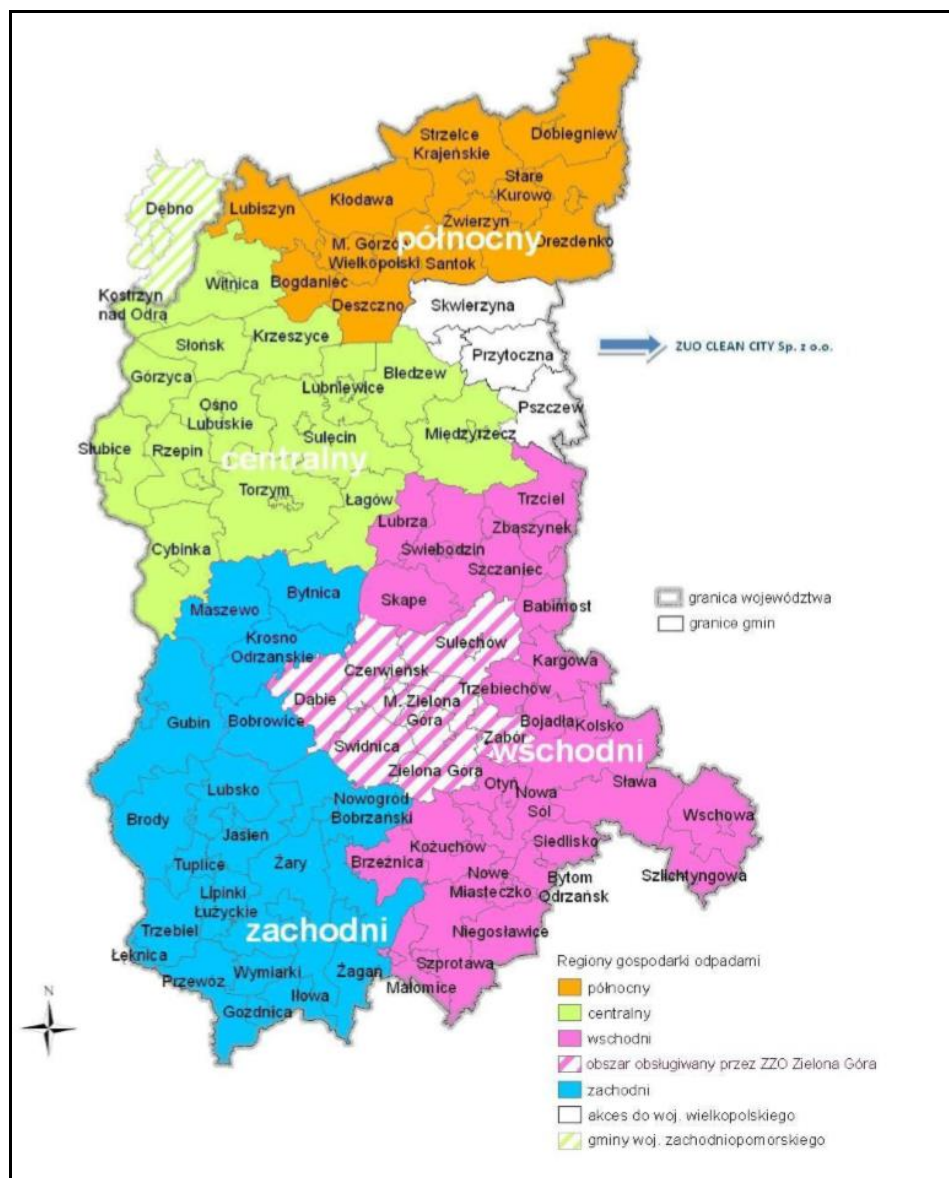 Strzelce
Krajeńskie
Dobiegniew
Stare
Kurowo
Dębno
Lubiszyn
Kłodawa
Zwierzyn
północny
Drezdenko
M. Gorzów
Wielkopolski
Santok
Bogdaniec
Witnica
Deszczno
Kostrzyn
nad Odrą
Skwierzyna
Krzeszyce
Słońsk
Przytoczna
ZUO CLEAN CITY Sp. z o.o.
Górzyca
Bledzew
Lubniewice
Pszczew
Ośno
Lubuskie
Sulęcin
Międzyrzecz
Słubice
Rzepin
centralny
Torzym
Łagów
Trzciel
Lubrza
Zbąszynek
Cybinka
Świebodzin
Szczaniec
Bytnica
Skąpe
Babimost
Maszewo
granica województwa
granice gmin
Krosno
Odrzańskie
Sulechów
Kargowa
Czerwieńsk
Trzebiechów
Dąbie
M. Zielona
Góra
Gubin
Bobrowice
Bojadła
Kolsko
Zabór
wschodni
Świdnica
Zielona Góra
Otyń
Nowa
Sól
Sława
Lubsko
Nowogród
Bobrzański
Brody
Wschowa
Jasień
Siedlisko
Kożuchów
Tuplice
Żary
Brzeźnica
Nowe
Miasteczko
Bytom
Odrzańsk
Szlichtyngowa
Lipinki
Łużyckie
Trzebiel
zachodni
Niegosławice
Łęknica
Przewóz
Wymiarki
Żagań
Szprotawa
Małomice
Iłowa
Gozdnica
N
Regiony gospodarki odpadami
północny
centralny
wschodni
obszar obsługiwany przez ZZO Zielona Góra
zachodni
akces do woj. wielkopolskiego
gminy woj. zachodniopomorskiego